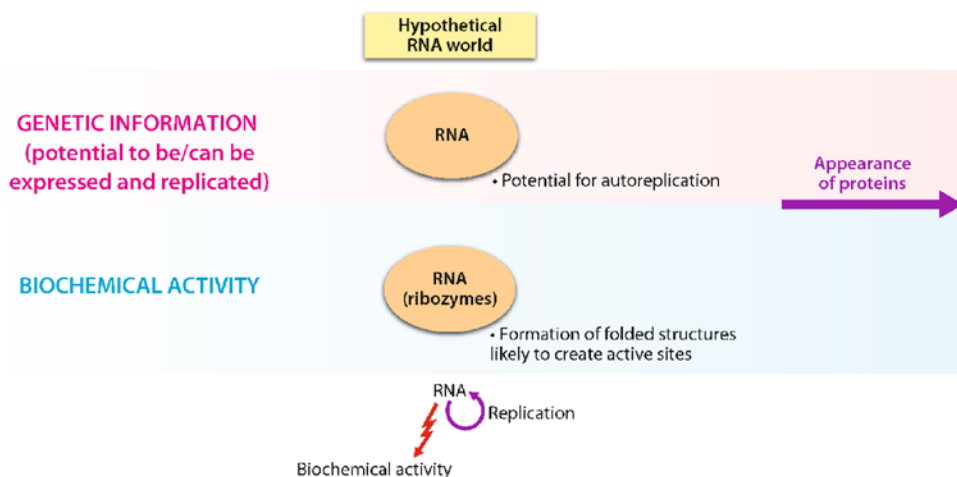 Hypothetical
RNA world
GENETIC INFORMATION
(potential to be/can be
expressed and replicated)
RNA
• Potential for autoreplication
Appearance
of proteins
BIOCHEMICAL ACTIVITY
RNA
(ribozymes)
• Formation of folded structures
likely to create active sites
RNA
Replication
Biochemical activity